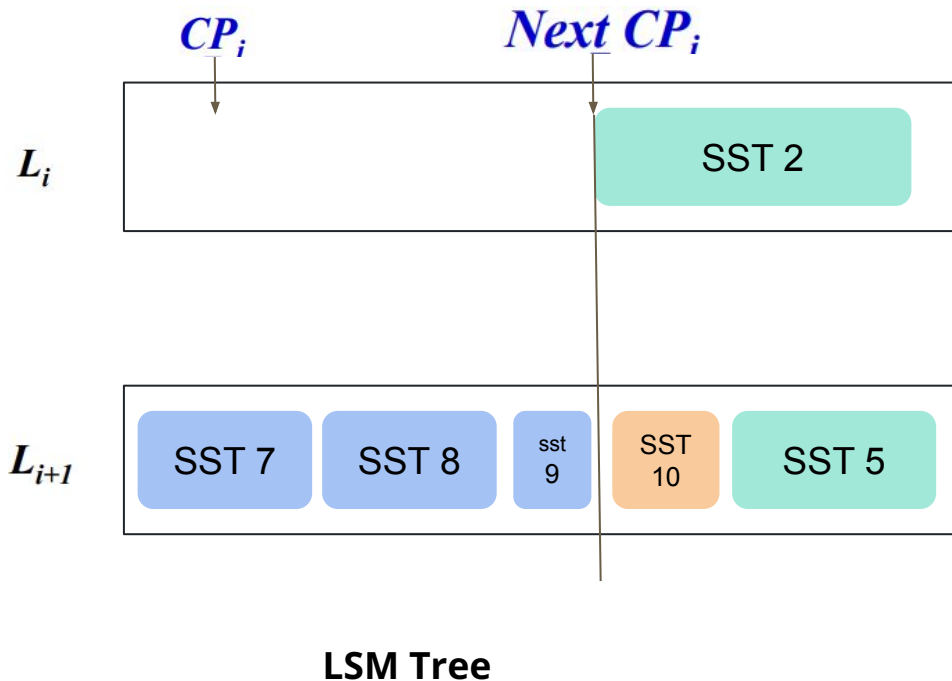 CPᵢ
Next CPᵢ
Lᵢ
SST 2
Lᵢ₊₁
SST 7
SST 8
sst
9
SST
10
SST 5
LSM Tree